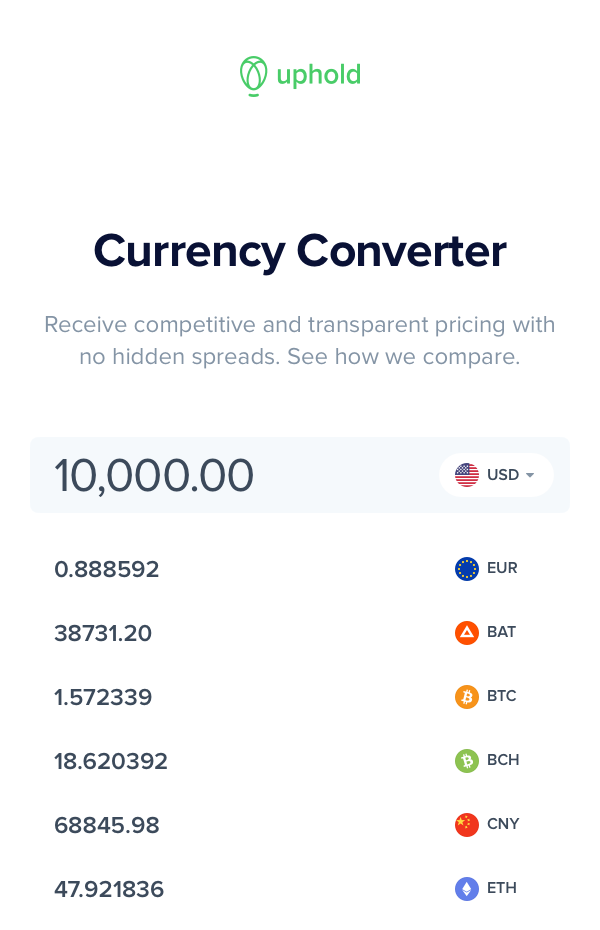 uphold
Currency Converter
Receive competitive and transparent pricing with
no hidden spreads. See how we compare.
10,000.00 USD
0.888592 EUR
38731.20 BAT
1.572339 BTC
18.620392 BCH
68845.98 CNY
47.921836 ETH